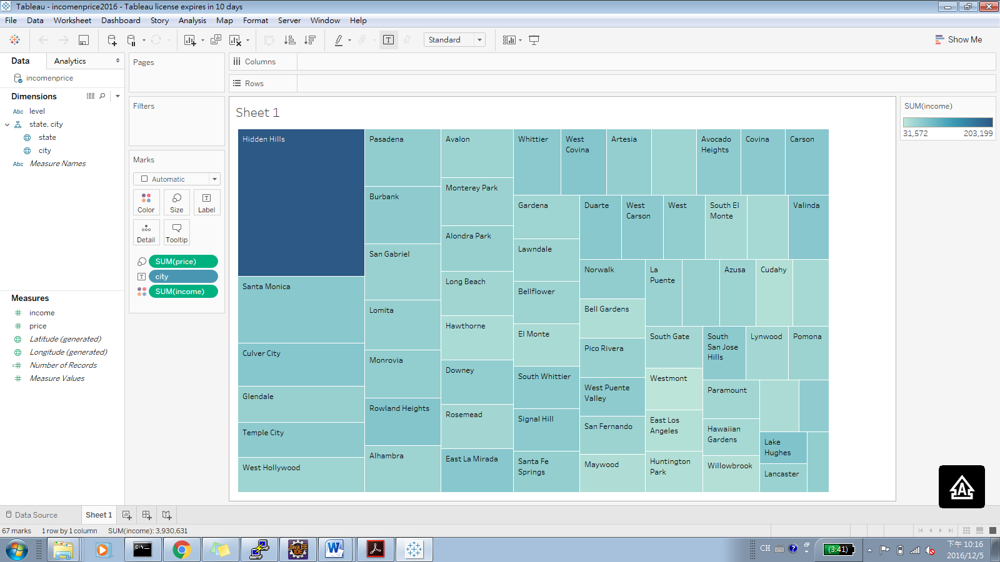 Tableau - incomenprice2016 - Tableau license expires in 10 days
File Data Worksheet Dashboard Story Analysis Map Format Server Window Help
Standard
Show Me
Data
Analytics
incomenprice
Dimensions
Abc level
state, city
state
city
Abc Measure Names
Measures
income
price
Latitude (generated)
Longitude (generated)
Number of Records
Measure Values
Pages
Filters
Marks
Automatic
Color Size Label
Detail Tooltip
SUM(price)
city
SUM(income)
Columns
Rows
Sheet 1
Hidden Hills
Santa Monica
Culver City
Glendale
Temple City
West Hollywood
Pasadena
Burbank
San Gabriel
Lomita
Monrovia
Rowland Heights
Alhambra
Avalon
Monterey Park
Alondra Park
Long Beach
Hawthorne
Downey
Rosemead
East La Mirada
Whittier
West
Covina
Artesia
Avocado
Heights
Covina
Carson
Gardena
Lawndale
Bellflower
El Monte
South Whittier
Signal Hill
Santa Fe
Springs
Duarte
West
Carson
West
South El
Monte
Valinda
Norwalk
Bell Gardens
Pico Rivera
West Puente
Valley
San Fernando
Maywood
La
Puente
Azusa
Cudahy
South Gate
Westmont
East Los
Angeles
Huntington
Park
South
San Jose
Hills
Lynwood
Pomona
Paramount
Hawaiian
Gardens
Willowbrook
Lake
Hughes
Lancaster
SUM(income)
31,572 203,199
A
Data Source
Sheet 1
67 marks 1 row by 1 column SUM(income): 3,930,631
C:\
Java EE
IDE
W
CH
(3:41)
下午 10:16
2016/12/5